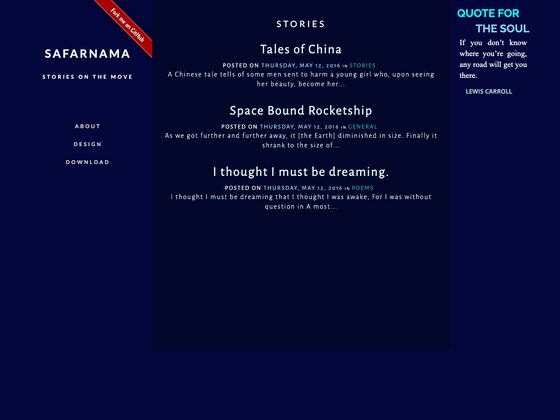 Fork me on GitHub
SAFARNAMA
STORIES ON THE MOVE
ABOUT
DESIGN
DOWNLOAD
STORIES
Tales of China
POSTED ON THURSDAY, MAY 12, 2016 IN STORIES
A Chinese tale tells of some men sent to harm a young girl who, upon seeing
her beauty, become her...
Space Bound Rocketship
POSTED ON THURSDAY, MAY 12, 2016 IN GENERAL
As we got further and further away, it [the Earth] diminished in size. Finally it
shrank to the size of...
I thought I must be dreaming.
POSTED ON THURSDAY, MAY 12, 2016 IN POEMS
I thought I must be dreaming that I thought I was awake, For I was without
question in A most...
QUOTE FOR
THE SOUL
If you don't know
where you're going,
any road will get you
there.
LEWIS CARROLL